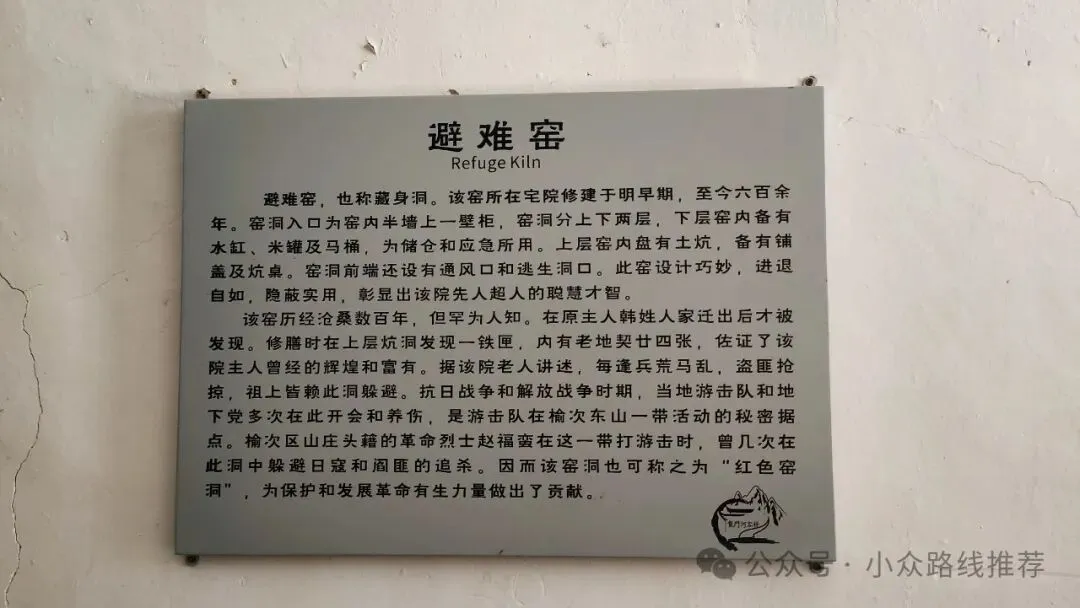 避难窑
Refuge Kiln
避难窑，也称藏身洞。该窑所在宅院修建于明早期，至今六百余
年。窑洞入口为窑内半墙上一壁柜，窑洞分上下两层，下层窑内备有
水缸、米罐及马桶，为储仓和应急所用。上层窑内盘有土炕，备有铺
盖及炕桌。窑洞前端还设有通风口和逃生洞口。此窑设计巧妙，进退
自如，隐蔽实用，彰显出该院先人超人的聪慧才智。
该窑历经沧桑数百年，但罕为人知。在原主人韩姓人家迁出后才被
发现。修膳时在上层炕洞发现一铁匣，内有老地契廿四张，佐证了该
院主人曾经的辉煌和富有。据该院老人讲述，每逢兵荒马乱，盗匪抢
掠，祖上皆赖此洞躲避。抗日战争和解放战争时期，当地游击队和地
下党多次在此开会和养伤，是游击队在榆次东山一带活动的秘密据
点。榆次区山庄头籍的革命烈士赵福蛮在这一带打游击时，曾几次在
此洞中躲避日寇和阎匪的追杀。因而该窑洞也可称之为“红色窑
洞”，为保护和发展革命有生力量做出了贡献。
公众号·小众路线推荐